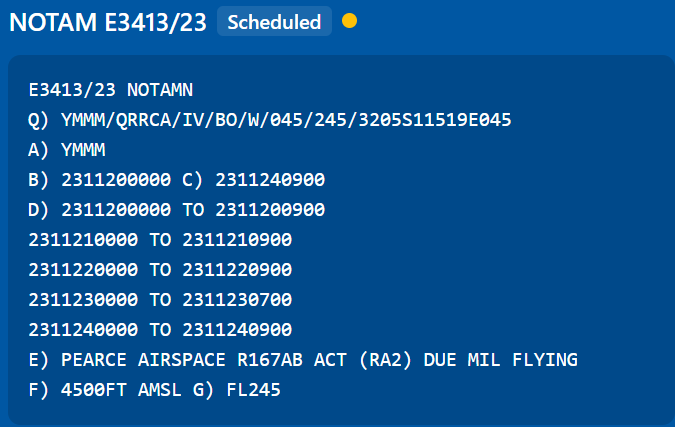 NOTAM E3413/23 Scheduled
E3413/23 NOTAMN
Q) YMMM/QRRCA/IV/BO/W/045/245/3205S11519E045
A) YMMM
B) 2311200000 C) 2311240900
D) 2311200000 TO 2311200900
2311210000 TO 2311210900
2311220000 TO 2311220900
2311230000 TO 2311230700
2311240000 TO 2311240900
E) PEARCE AIRSPACE R167AB ACT (RA2) DUE MIL FLYING
F) 4500FT AMSL G) FL245